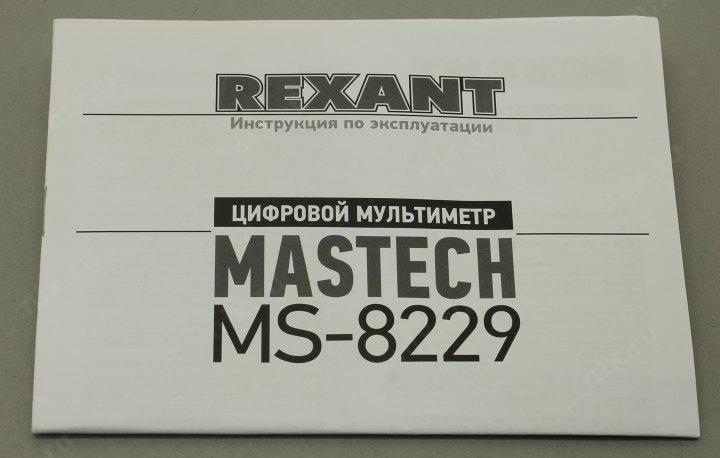 REXANT
Инструкция по эксплуатации
ЦИФРОВОЙ МУЛЬТИМЕТР
MASTECH
MS-8229